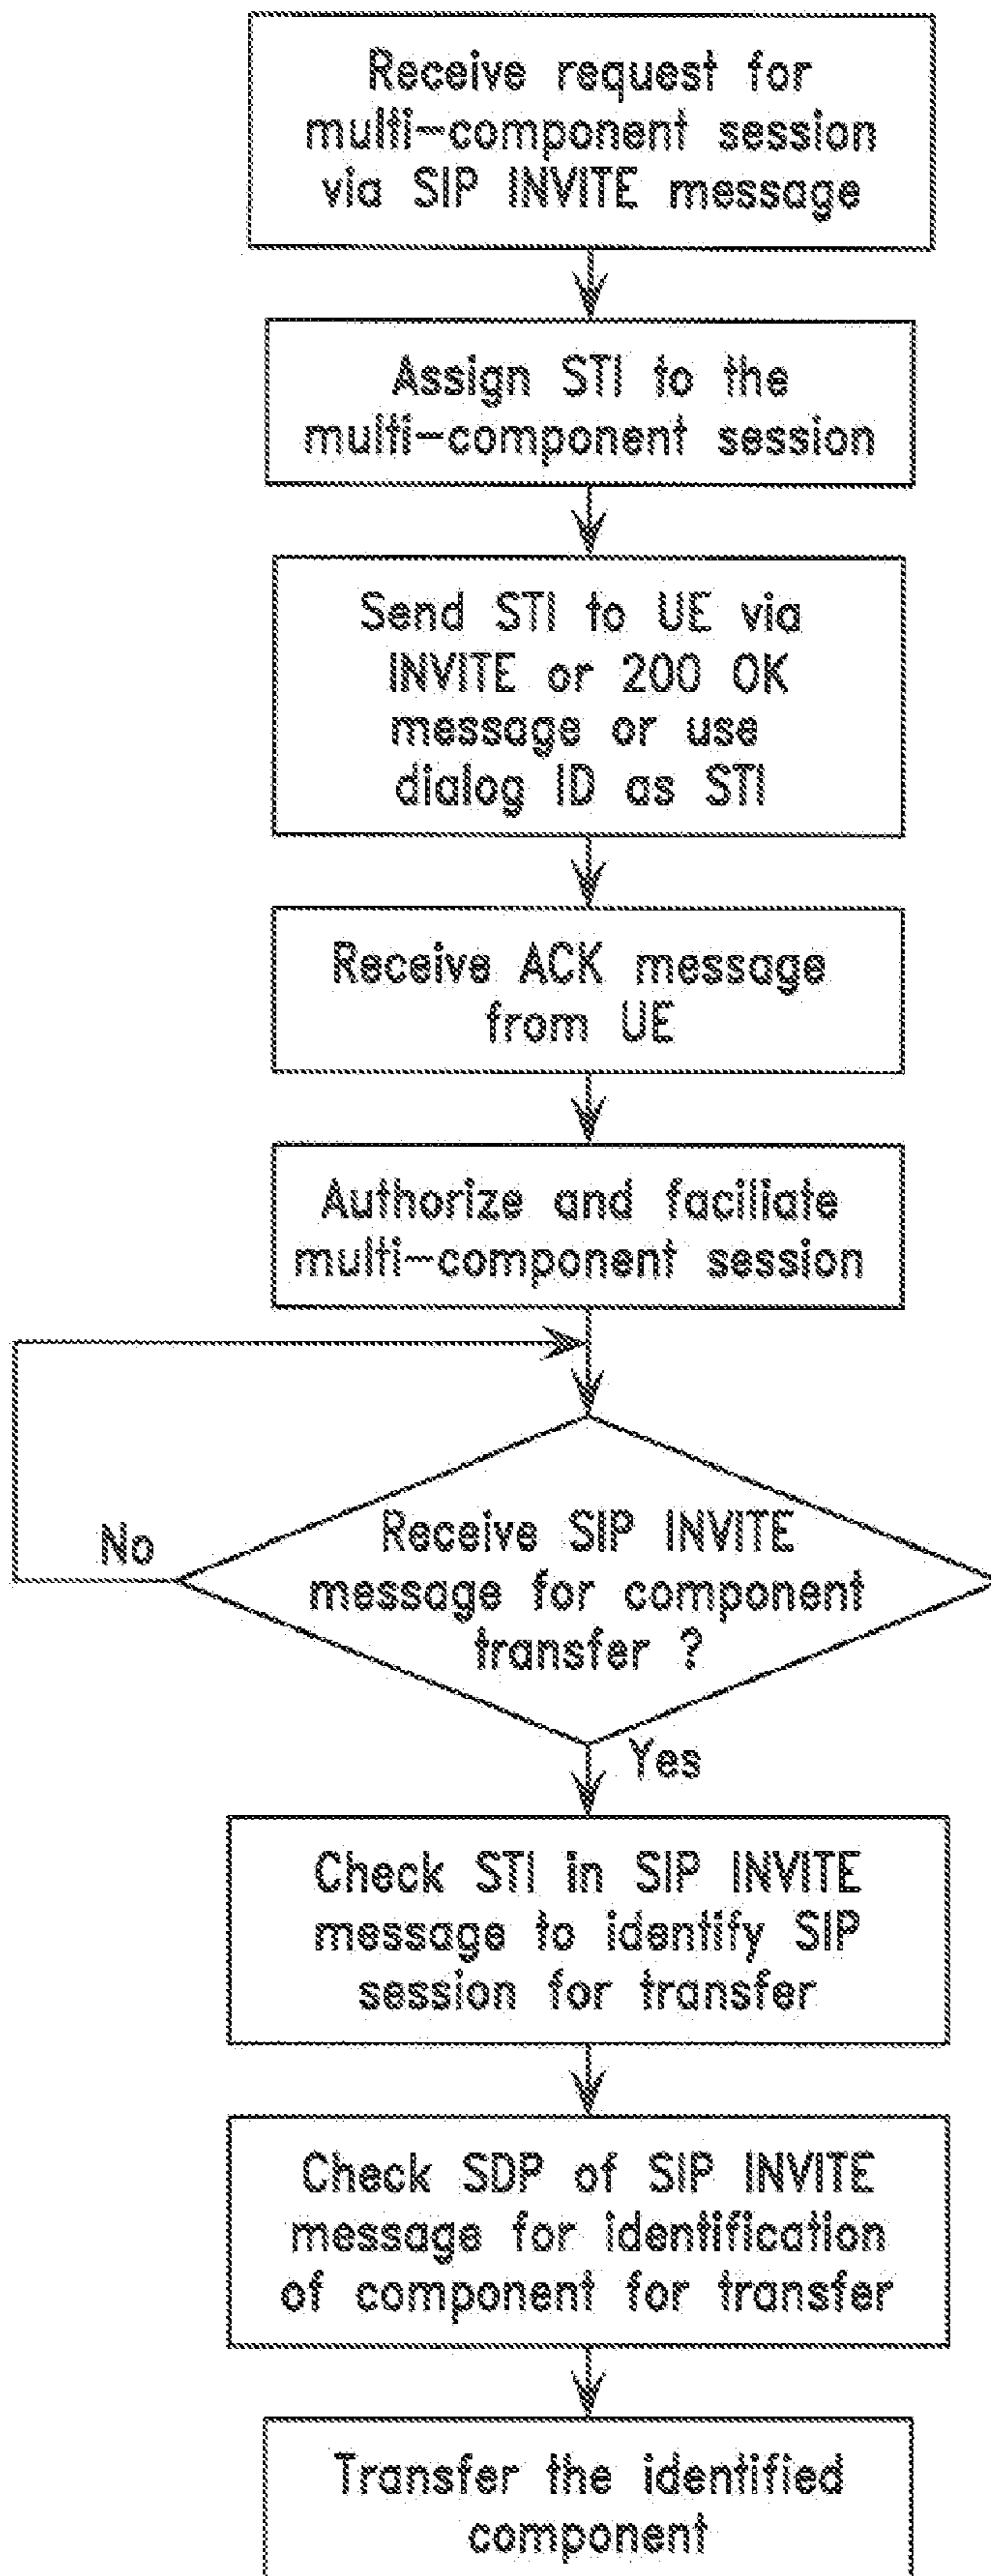 Receive request for
multi-component session
via SIP INVITE message
Assign STI to the
multi-component session
Send STI to UE via
INVITE or 200 OK
message or use
dialog ID as STI
Receive ACK message
from UE
Authorize and faciliate
multi-component session
No
Receive SIP INVITE
message for component
transfer ?
Yes
Check STI in SIP INVITE
message to identify SIP
session for transfer
Check SDP of SIP INVITE
message for identification
of component for transfer
Transfer the identified
component